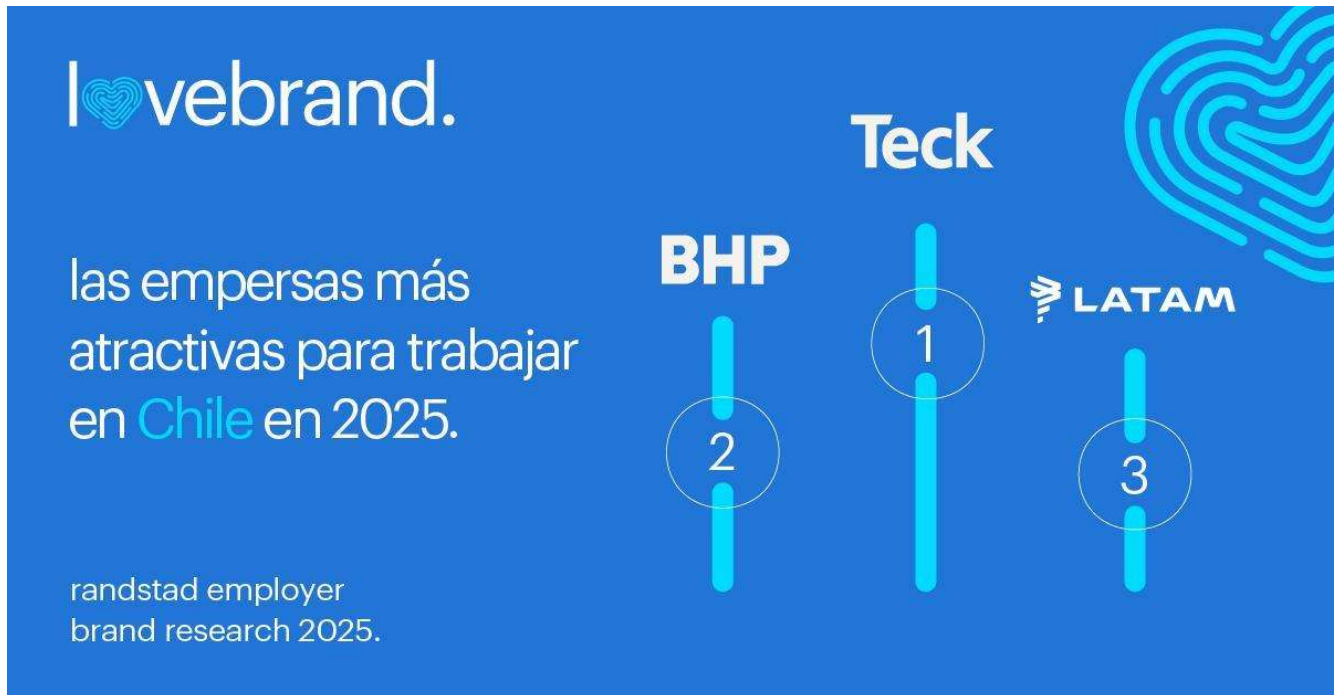 lovebrand.
las empersas más
atractivas para trabajar
en Chile en 2025.
randstad employer
brand research 2025.
Teck
1
BHP
2
LATAM
3